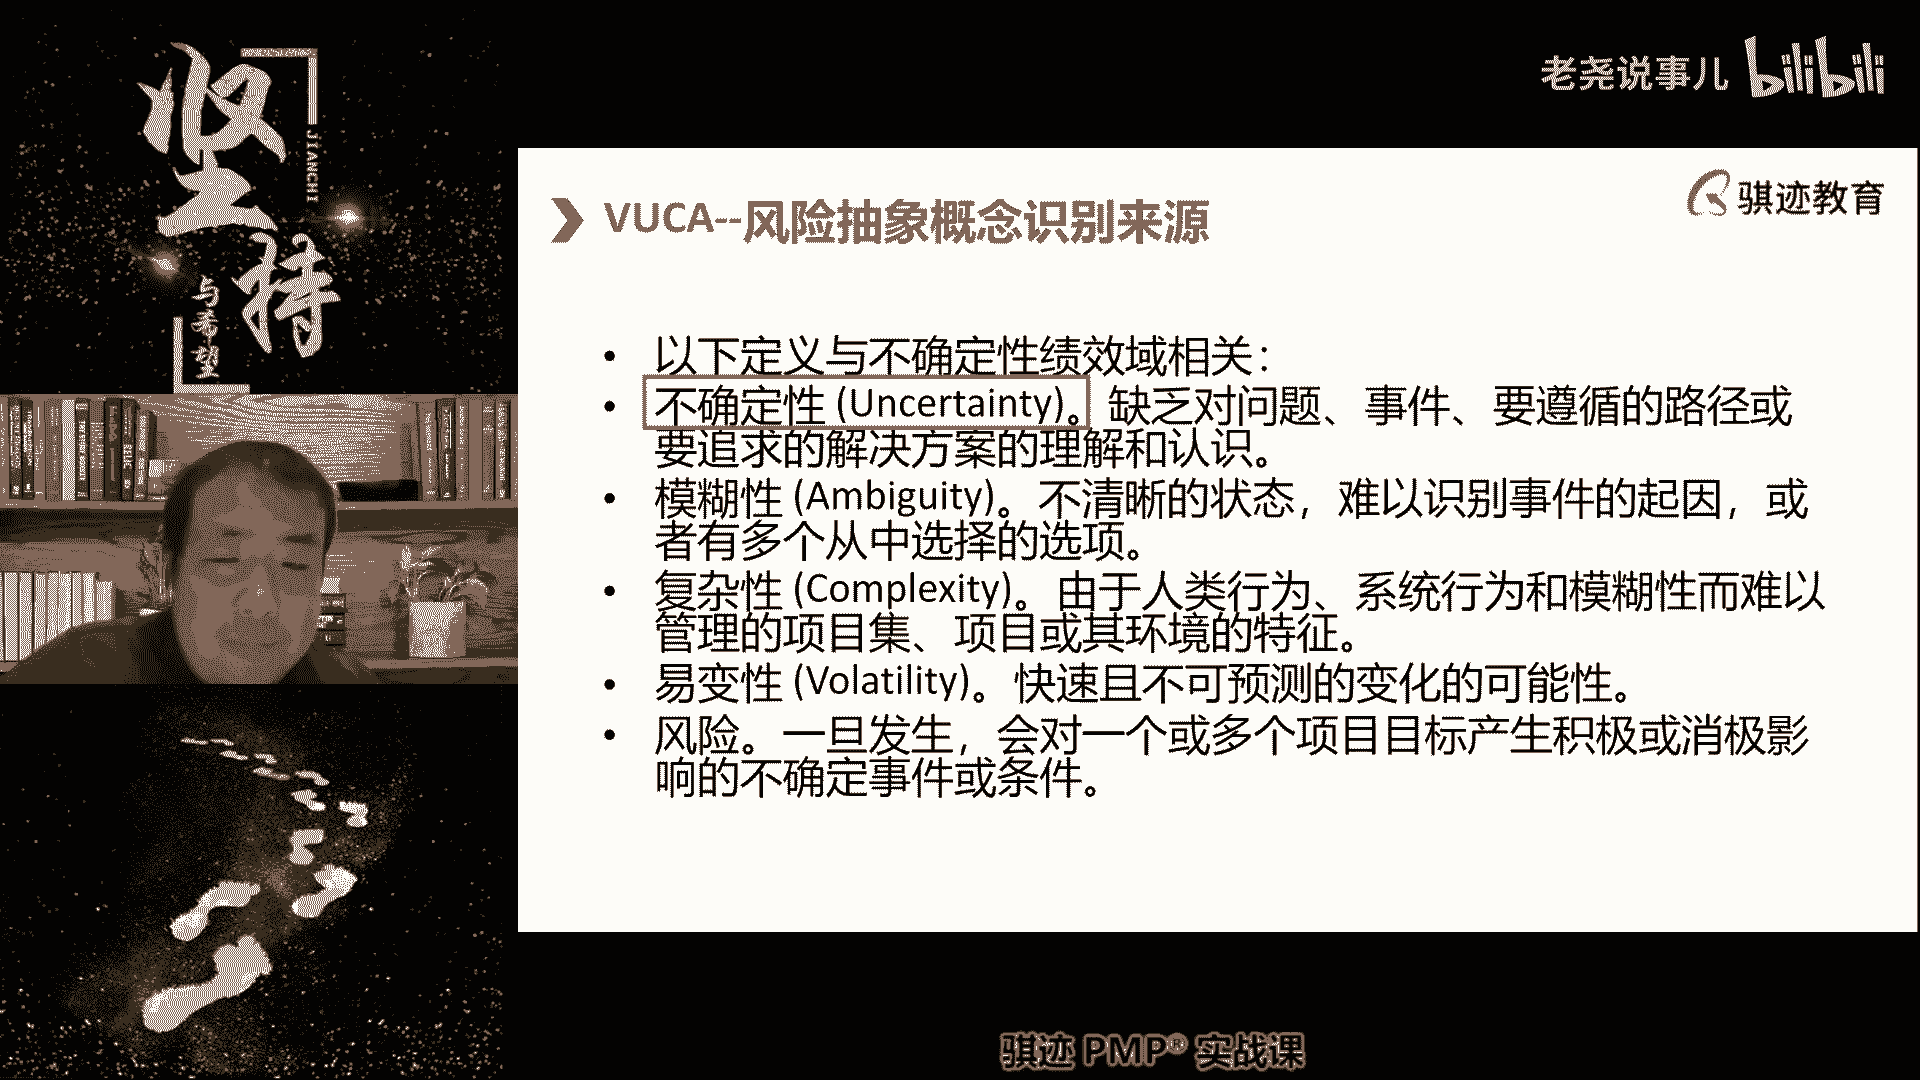 坚持
JIANCHI
与希望
老尧说事儿 bilibili
骐迹教育
VUCA--风险抽象概念识别来源
• 以下定义与不确定性绩效域相关：
• 不确定性 (Uncertainty)。缺乏对问题、事件、要遵循的路径或
要追求的解决方案的理解和认识。
• 模糊性 (Ambiguity)。不清晰的状态，难以识别事件的起因，或
者有多个从中选择的选项。
• 复杂性 (Complexity)。由于人类行为、系统行为和模糊性而难以
管理的项目集、项目或其环境的特征。
• 易变性 (Volatility)。快速且不可预测的变化的可能性。
• 风险。一旦发生，会对一个或多个项目目标产生积极或消极影
响的不确定事件或条件。
骐迹 PMP® 实战课